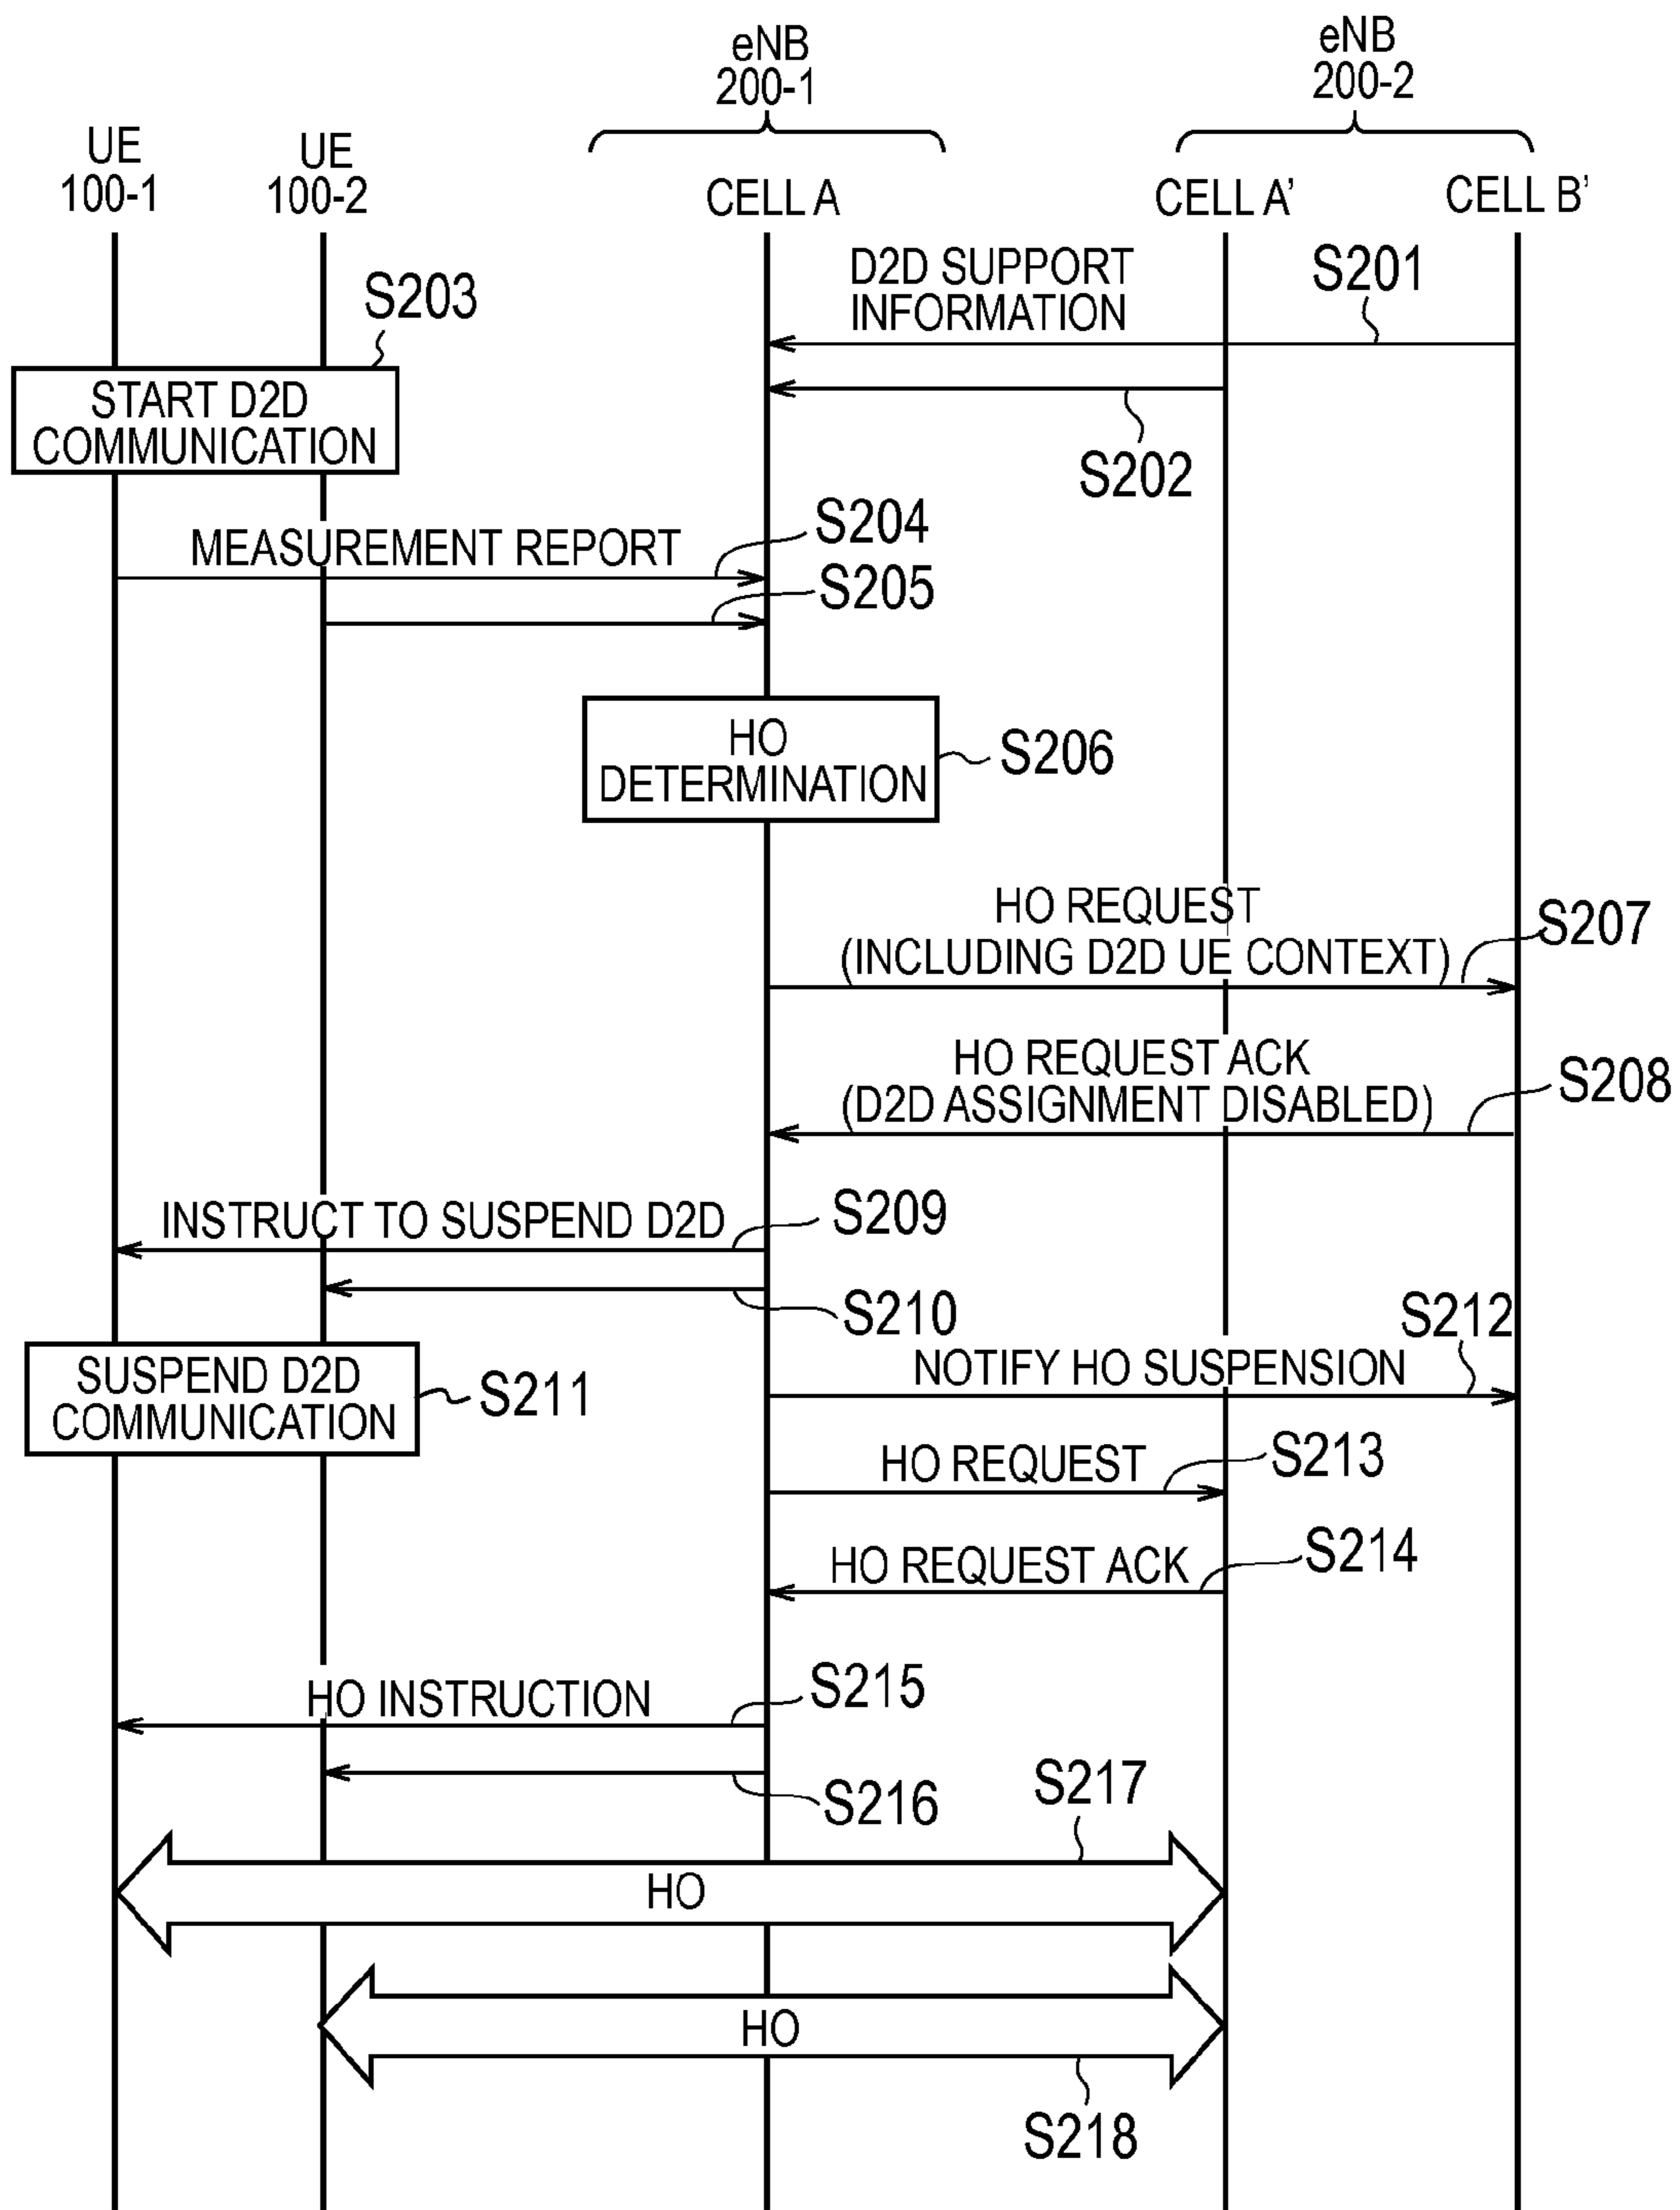 eNB
200-1
eNB
200-2
UE
100-1
UE
100-2
CELL A
CELL A’
CELL B’
D2D SUPPORT
INFORMATION
S201
S203
START D2D
COMMUNICATION
S202
MEASUREMENT REPORT
S204
S205
HO
DETERMINATION
S206
HO REQUEST
(INCLUDING D2D UE CONTEXT)
S207
HO REQUEST ACK
(D2D ASSIGNMENT DISABLED)
S208
INSTRUCT TO SUSPEND D2D
S209
S210
S212
SUSPEND D2D
COMMUNICATION
S211
NOTIFY HO SUSPENSION
HO REQUEST
S213
HO REQUEST ACK
S214
HO INSTRUCTION
S215
S216
S217
HO
HO
S218